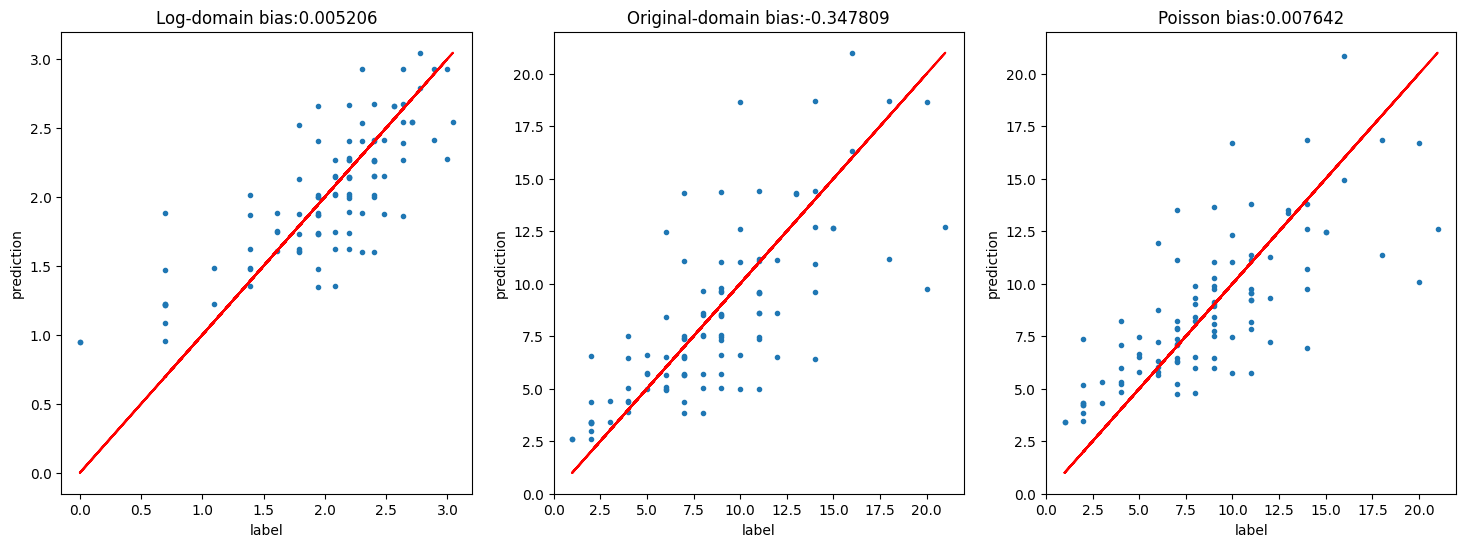 Log-domain bias:0.005206
3.0
2.5
2.0
1.5
1.0
0.5
0.0
prediction
0.0 0.5 1.0 1.5 2.0 2.5 3.0
label
Original-domain bias:-0.347809
20.0
17.5
15.0
12.5
10.0
7.5
5.0
2.5
0.0
prediction
0.0 2.5 5.0 7.5 10.0 12.5 15.0 17.5 20.0
label
Poisson bias:0.007642
20.0
17.5
15.0
12.5
10.0
7.5
5.0
2.5
0.0
prediction
0.0 2.5 5.0 7.5 10.0 12.5 15.0 17.5 20.0
label